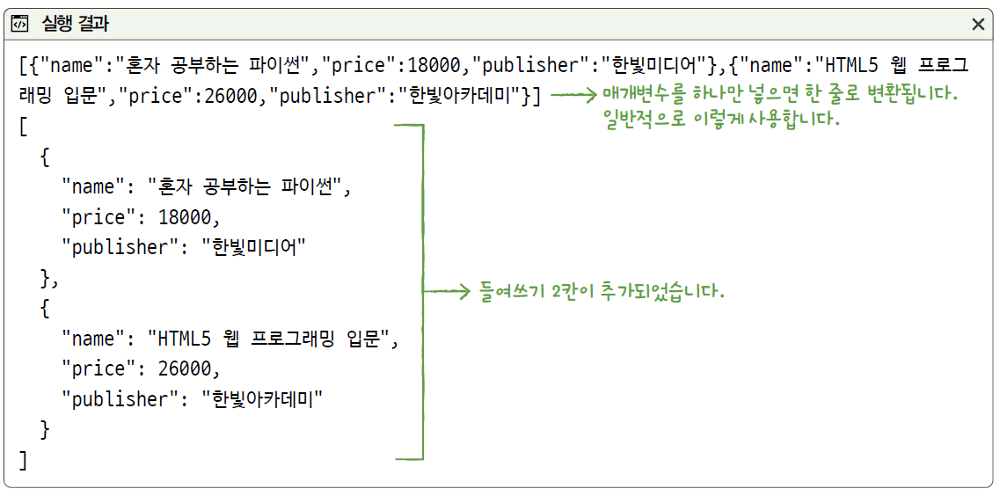 실행 결과
[{"name":"혼자 공부하는 파이썬","price":18000,"publisher":"한빛미디어"},{"name":"HTML5 웹 프로그
래밍 입문","price":26000,"publisher":"한빛아카데미"}]
매개변수를 하나만 넣으면 한 줄로 변환됩니다.
일반적으로 이렇게 사용합니다.
[
  {
    "name": "혼자 공부하는 파이썬",
    "price": 18000,
    "publisher": "한빛미디어"
  },
  {
    "name": "HTML5 웹 프로그래밍 입문",
    "price": 26000,
    "publisher": "한빛아카데미"
  }
]
들여쓰기 2칸이 추가되었습니다.